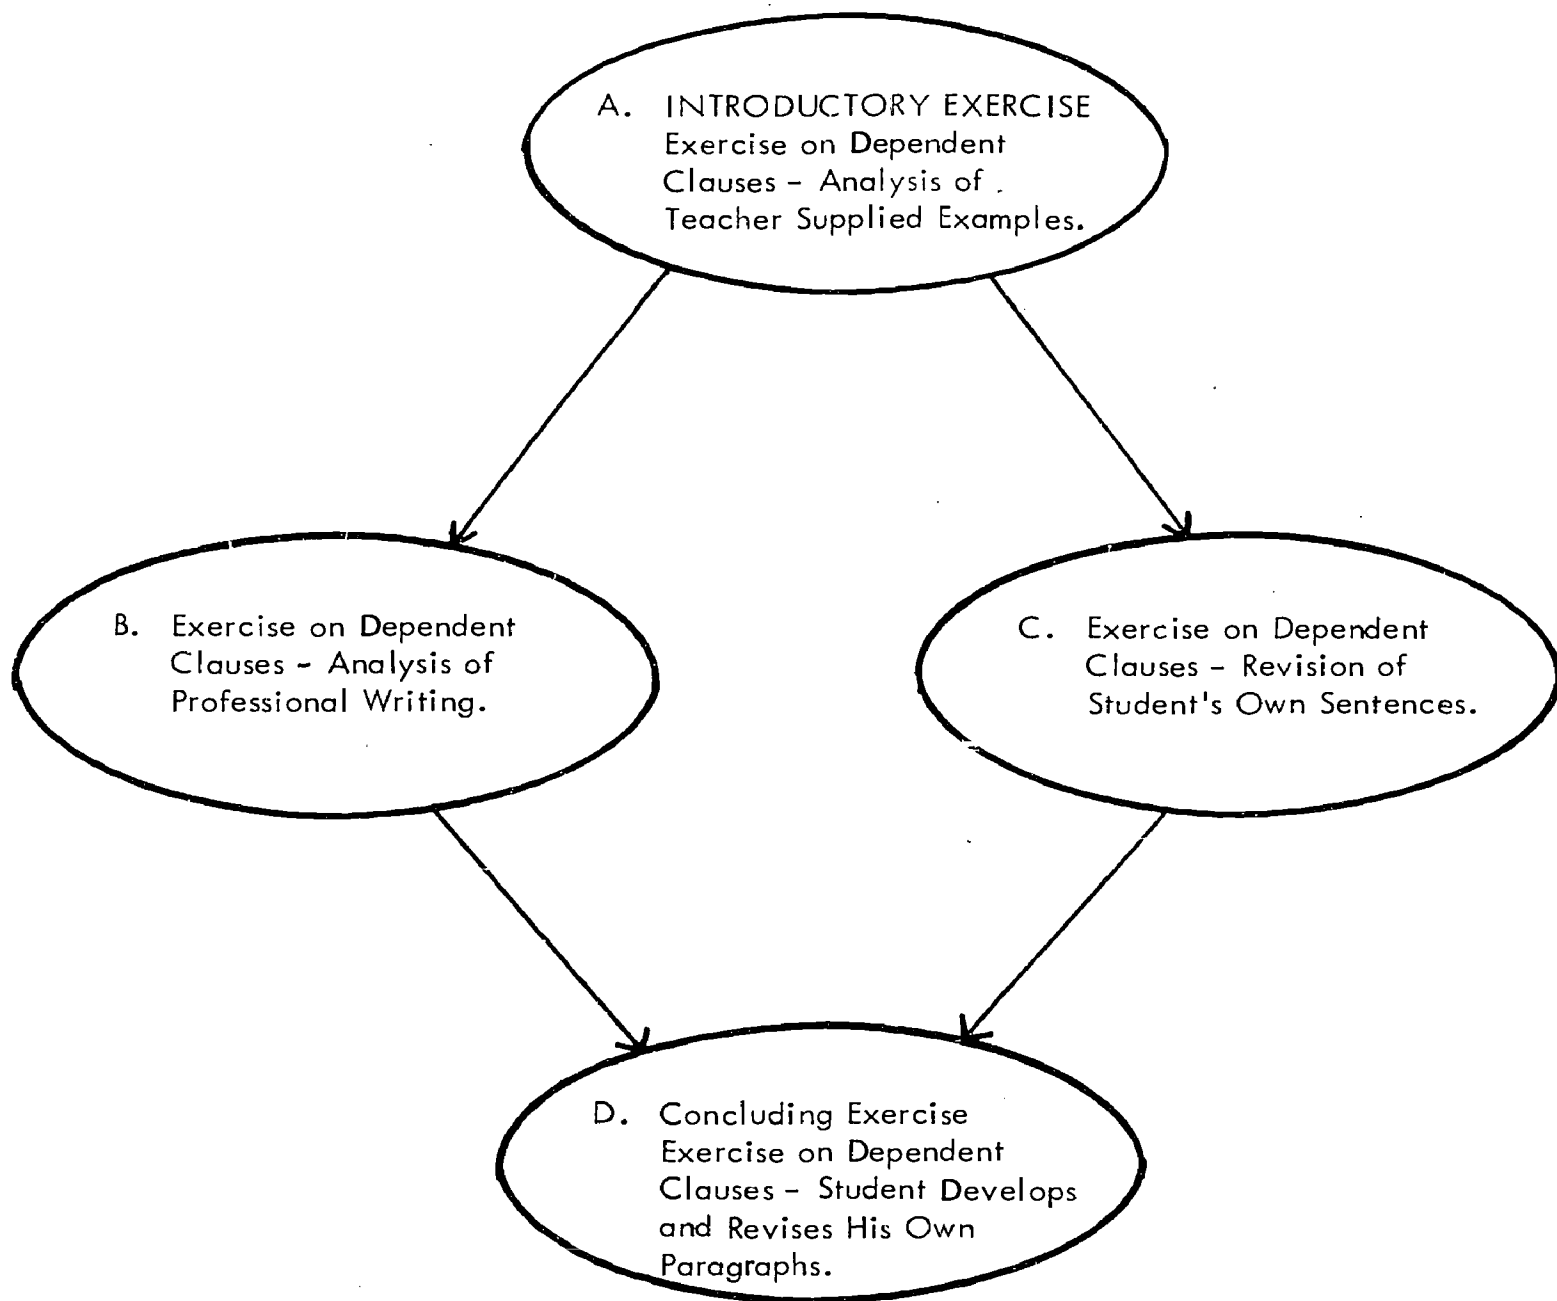 A. INTRODUCTORY EXERCISE
Exercise on Dependent
Clauses - Analysis of
Teacher Supplied Examples.
B. Exercise on Dependent
Clauses - Analysis of
Professional Writing.
C. Exercise on Dependent
Clauses - Revision of
Student's Own Sentences.
D. Concluding Exercise
Exercise on Dependent
Clauses - Student Develops
and Revises His Own
Paragraphs.